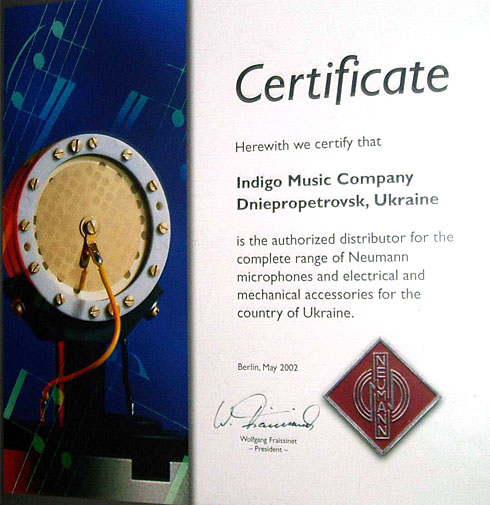 Certificate
Herewith we certify that
Indigo Music Company
Dniepropetrovsk, Ukraine
is the authorized distributor for the
complete range of Neumann
microphones and electrical and
mechanical accessories for the
country of Ukraine.
Berlin, May 2002
W. Fraissinet
Wolfgang Fraissinet
– President –
NEUMANN